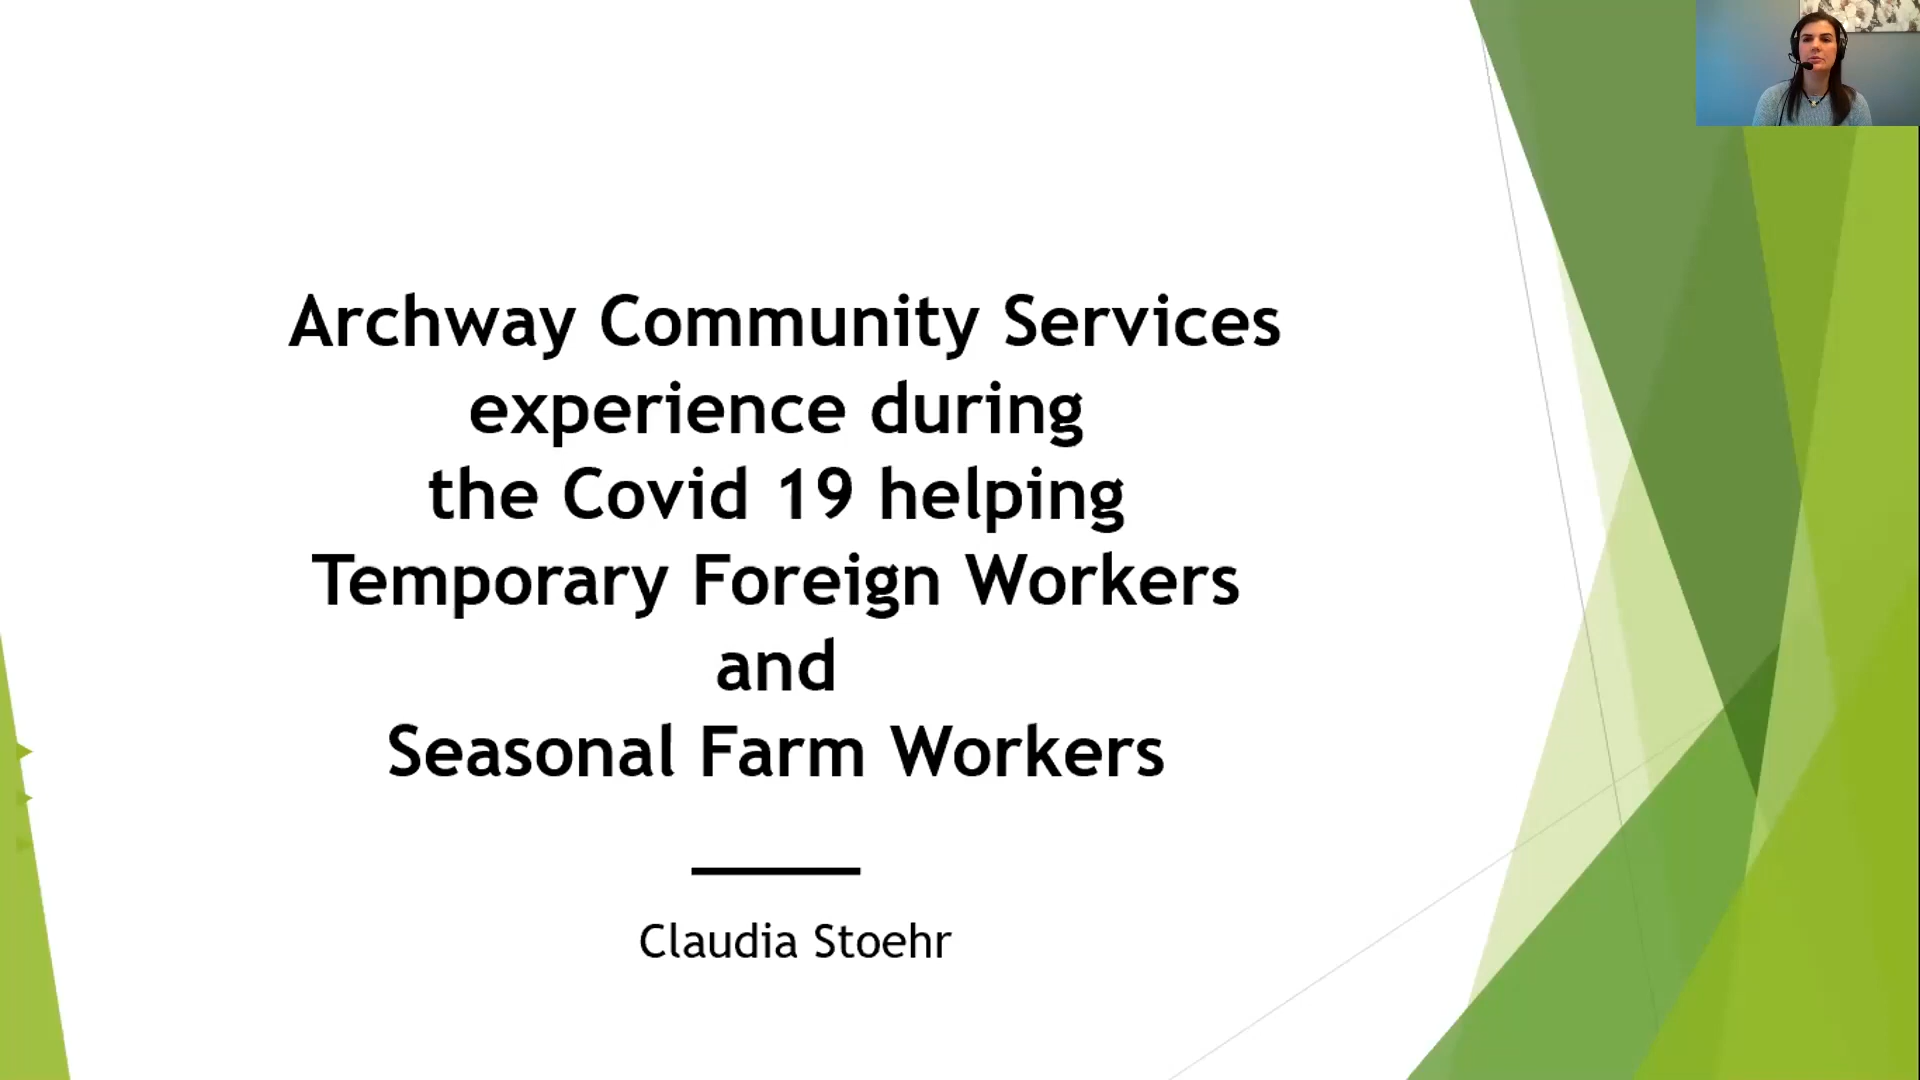 Archway Community Services
experience during
the Covid 19 helping
Temporary Foreign Workers
and
Seasonal Farm Workers
Claudia Stoehr